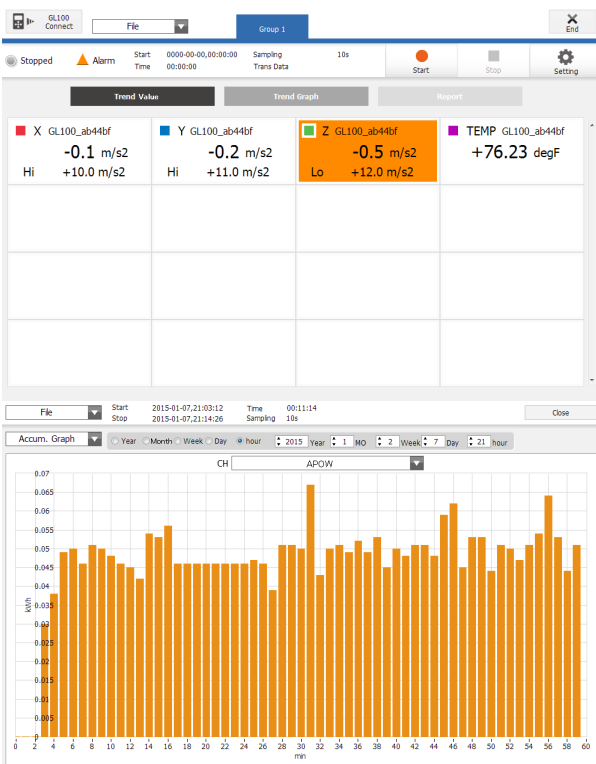 GL100
Connect
File
Group 1
End
Stopped
Alarm
Start 0000-00-00,00:00:00 Sampling 10s
Time 00:00:00 Trans Data
Start
Stop
Setting
Trend Value
Trend Graph
Report
X GL100_ab44bf
-0.1 m/s2
Hi +10.0 m/s2
Y GL100_ab44bf
-0.2 m/s2
Hi +11.0 m/s2
Z GL100_ab44bf
-0.5 m/s2
Lo +12.0 m/s2
TEMP GL100_ab44bf
+76.23 degF
File
Start 2015-01-07,21:03:12 Time 00:11:14
Stop 2015-01-07,21:14:26 Sampling 10s
Close
Accum. Graph
Year Month Week Day hour 2015 Year 1 MO 2 Week 7 Day 21 hour
CH APOW
0.07
0.065
0.06
0.055
0.05
0.045
0.04
0.035
kWh
0.03
0.025
0.02
0.015
0.01
0.005
0
0 2 4 6 8 10 12 14 16 18 20 22 24 26 28 30 32 34 36 38 40 42 44 46 48 50 52 54 56 58 60
min